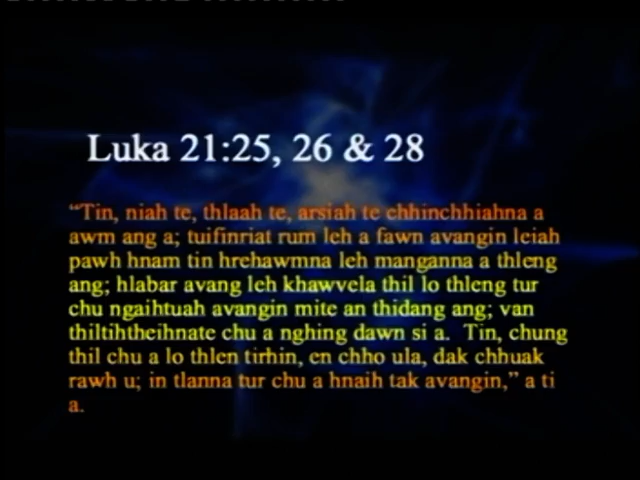 Luka 21:25, 26 & 28
“Tin, niah te, thlaah te, arsiah te chhinchhiahna a
awm ang a; tuifinriat rum leh a fawn avangin leiah
pawh hnam tin hrehawmna leh manganna a thleng
ang; hlabar avang leh khawvela thil lo thleng tur
chu ngaihtuah avangin mite an thidang ang; van
thiltihtheihnate chu a nghing dawn si a.  Tin, chung
thil chu a lo thlen tirhin, en chho ula, dak chhuak
rawh u; in tlanna tur chu a hnaih tak avangin,” a ti
a.